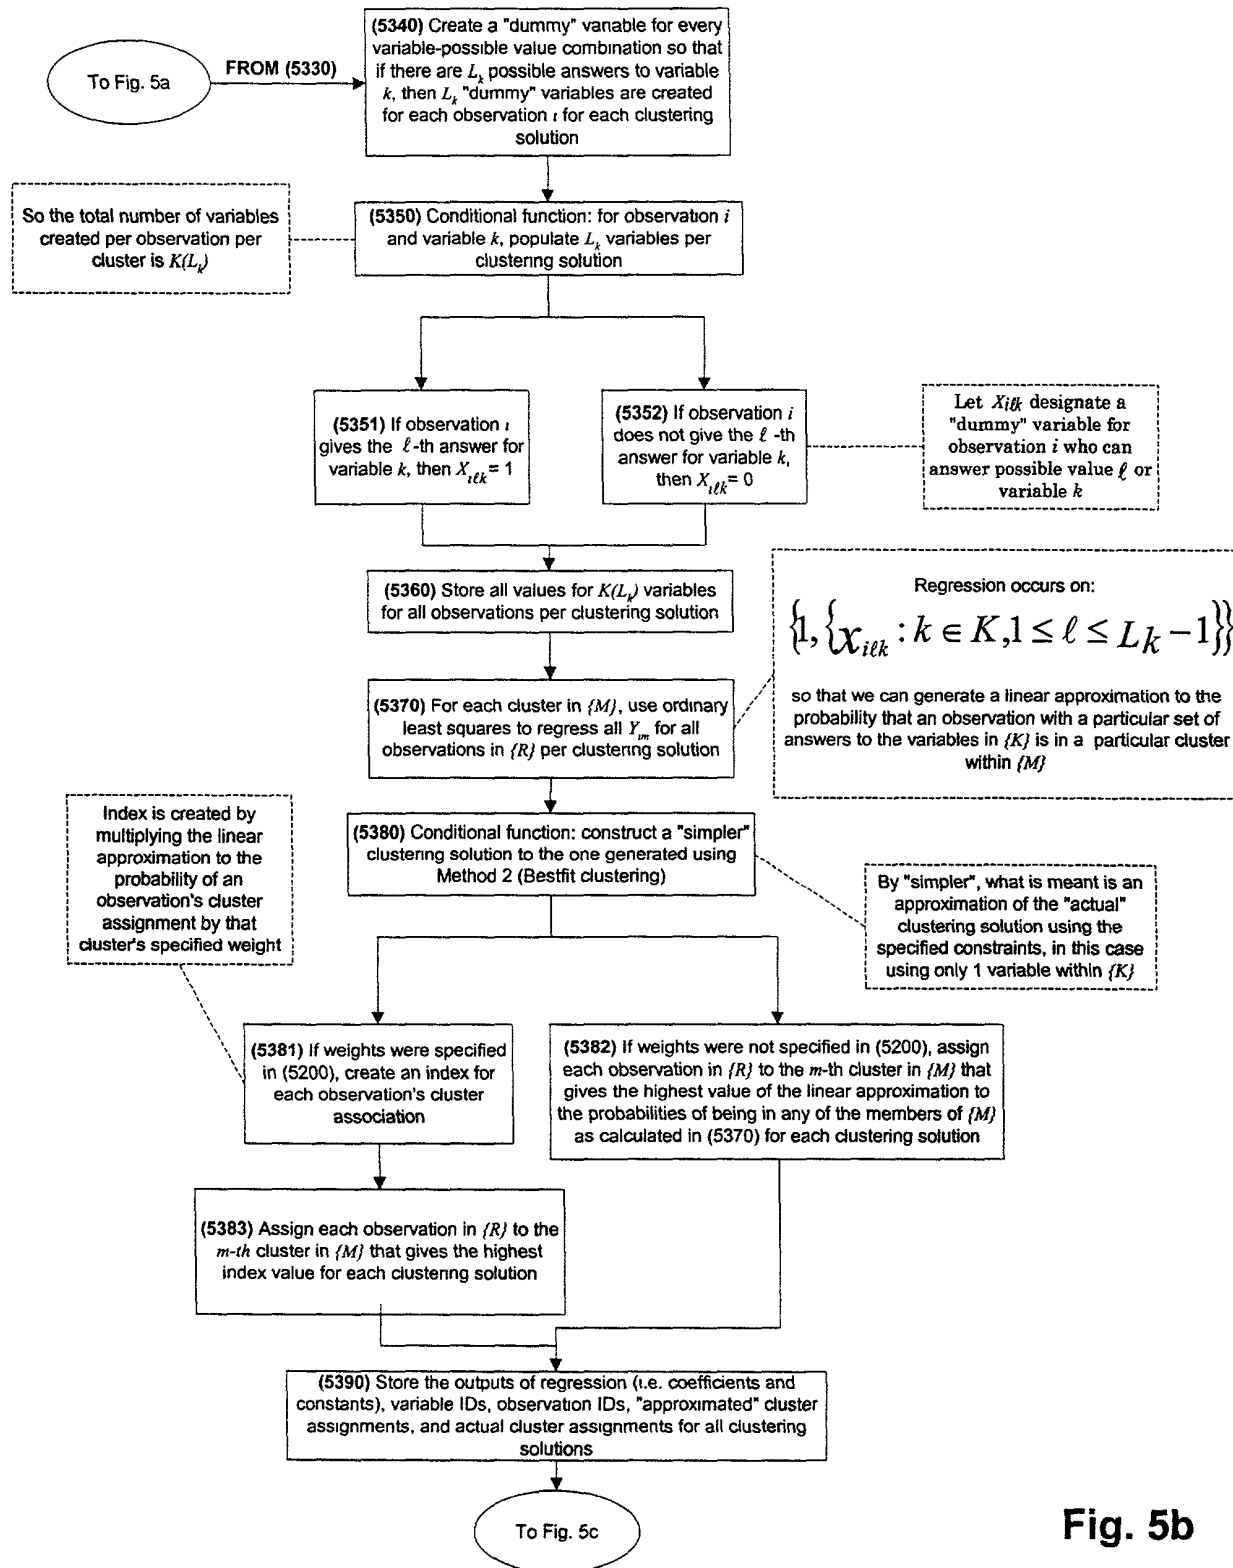 To Fig. 5a
FROM (5330)
(5340) Create a "dummy" variable for every
variable-possible value combination so that
if there are Lk possible answers to variable
k, then Lk "dummy" variables are created
for each observation i for each clustering
solution
So the total number of variables
created per observation per
cluster is K(Lk)
(5350) Conditional function: for observation i
and variable k, populate Lk variables per
clustering solution
(5351) If observation i
gives the ℓ-th answer for
variable k, then Xiℓk= 1
(5352) If observation i
does not give the ℓ -th
answer for variable k,
then Xiℓk= 0
Let Xiℓk designate a
"dummy" variable for
observation i who can
answer possible value ℓ or
variable k
(5360) Store all values for K(Lk) variables
for all observations per clustering solution
Regression occurs on:
{1,{xiℓk : k ∈ K,1 ≤ ℓ ≤ Lk −1}}
so that we can generate a linear approximation to the
probability that an observation with a particular set of
answers to the variables in {K} is in a particular cluster
within {M}
(5370) For each cluster in {M}, use ordinary
least squares to regress all Yim for all
observations in {R} per clustering solution
Index is created by
multiplying the linear
approximation to the
probability of an
observation's cluster
assignment by that
cluster's specified weight
(5380) Conditional function: construct a "simpler"
clustering solution to the one generated using
Method 2 (Bestfit clustering)
By "simpler", what is meant is an
approximation of the "actual"
clustering solution using the
specified constraints, in this case
using only 1 variable within {K}
(5381) If weights were specified
in (5200), create an index for
each observation's cluster
association
(5382) If weights were not specified in (5200), assign
each observation in {R} to the m-th cluster in {M} that
gives the highest value of the linear approximation to
the probabilities of being in any of the members of {M}
as calculated in (5370) for each clustering solution
(5383) Assign each observation in {R} to the
m-th cluster in {M} that gives the highest
index value for each clustering solution
(5390) Store the outputs of regression (i.e. coefficients and
constants), variable IDs, observation IDs, "approximated" cluster
assignments, and actual cluster assignments for all clustering
solutions
To Fig. 5c
Fig. 5b